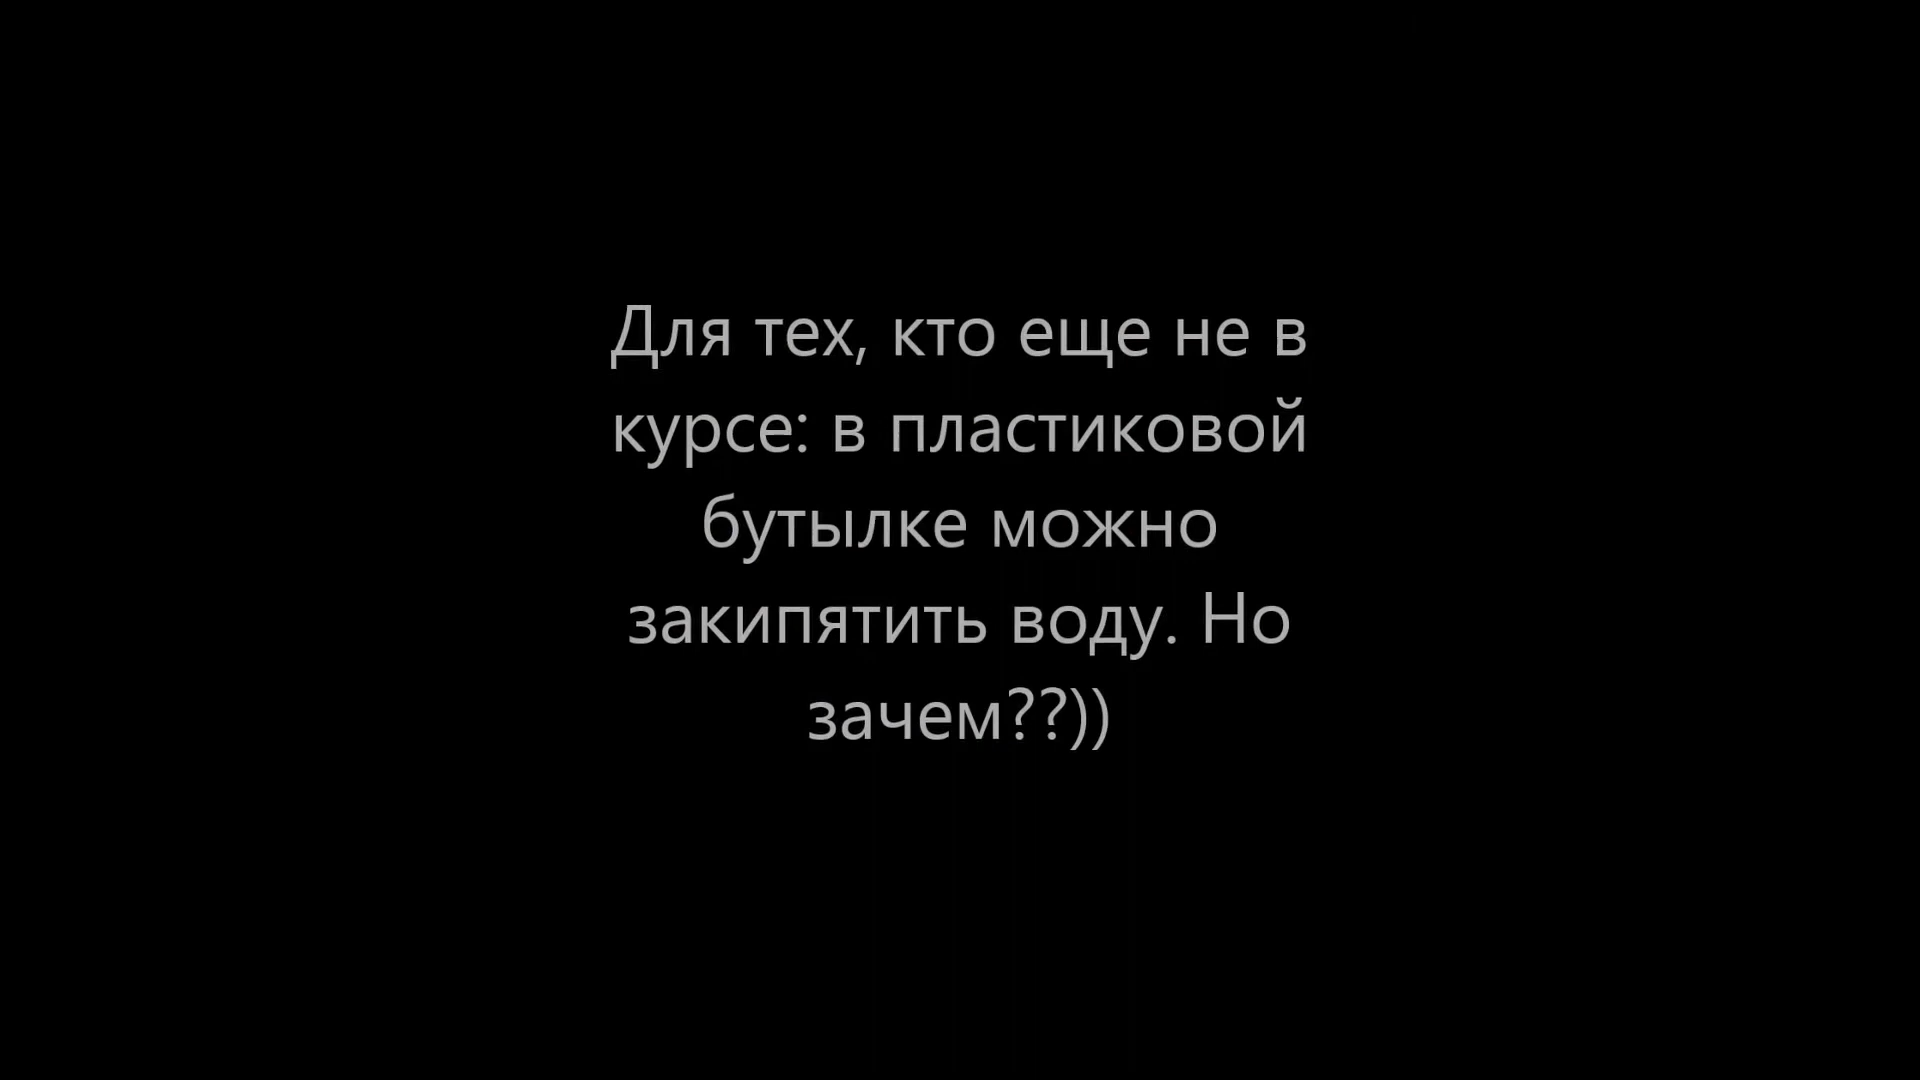 Для тех, кто еще не в
курсе: в пластиковой
бутылке можно
закипятить воду. Но
зачем??))